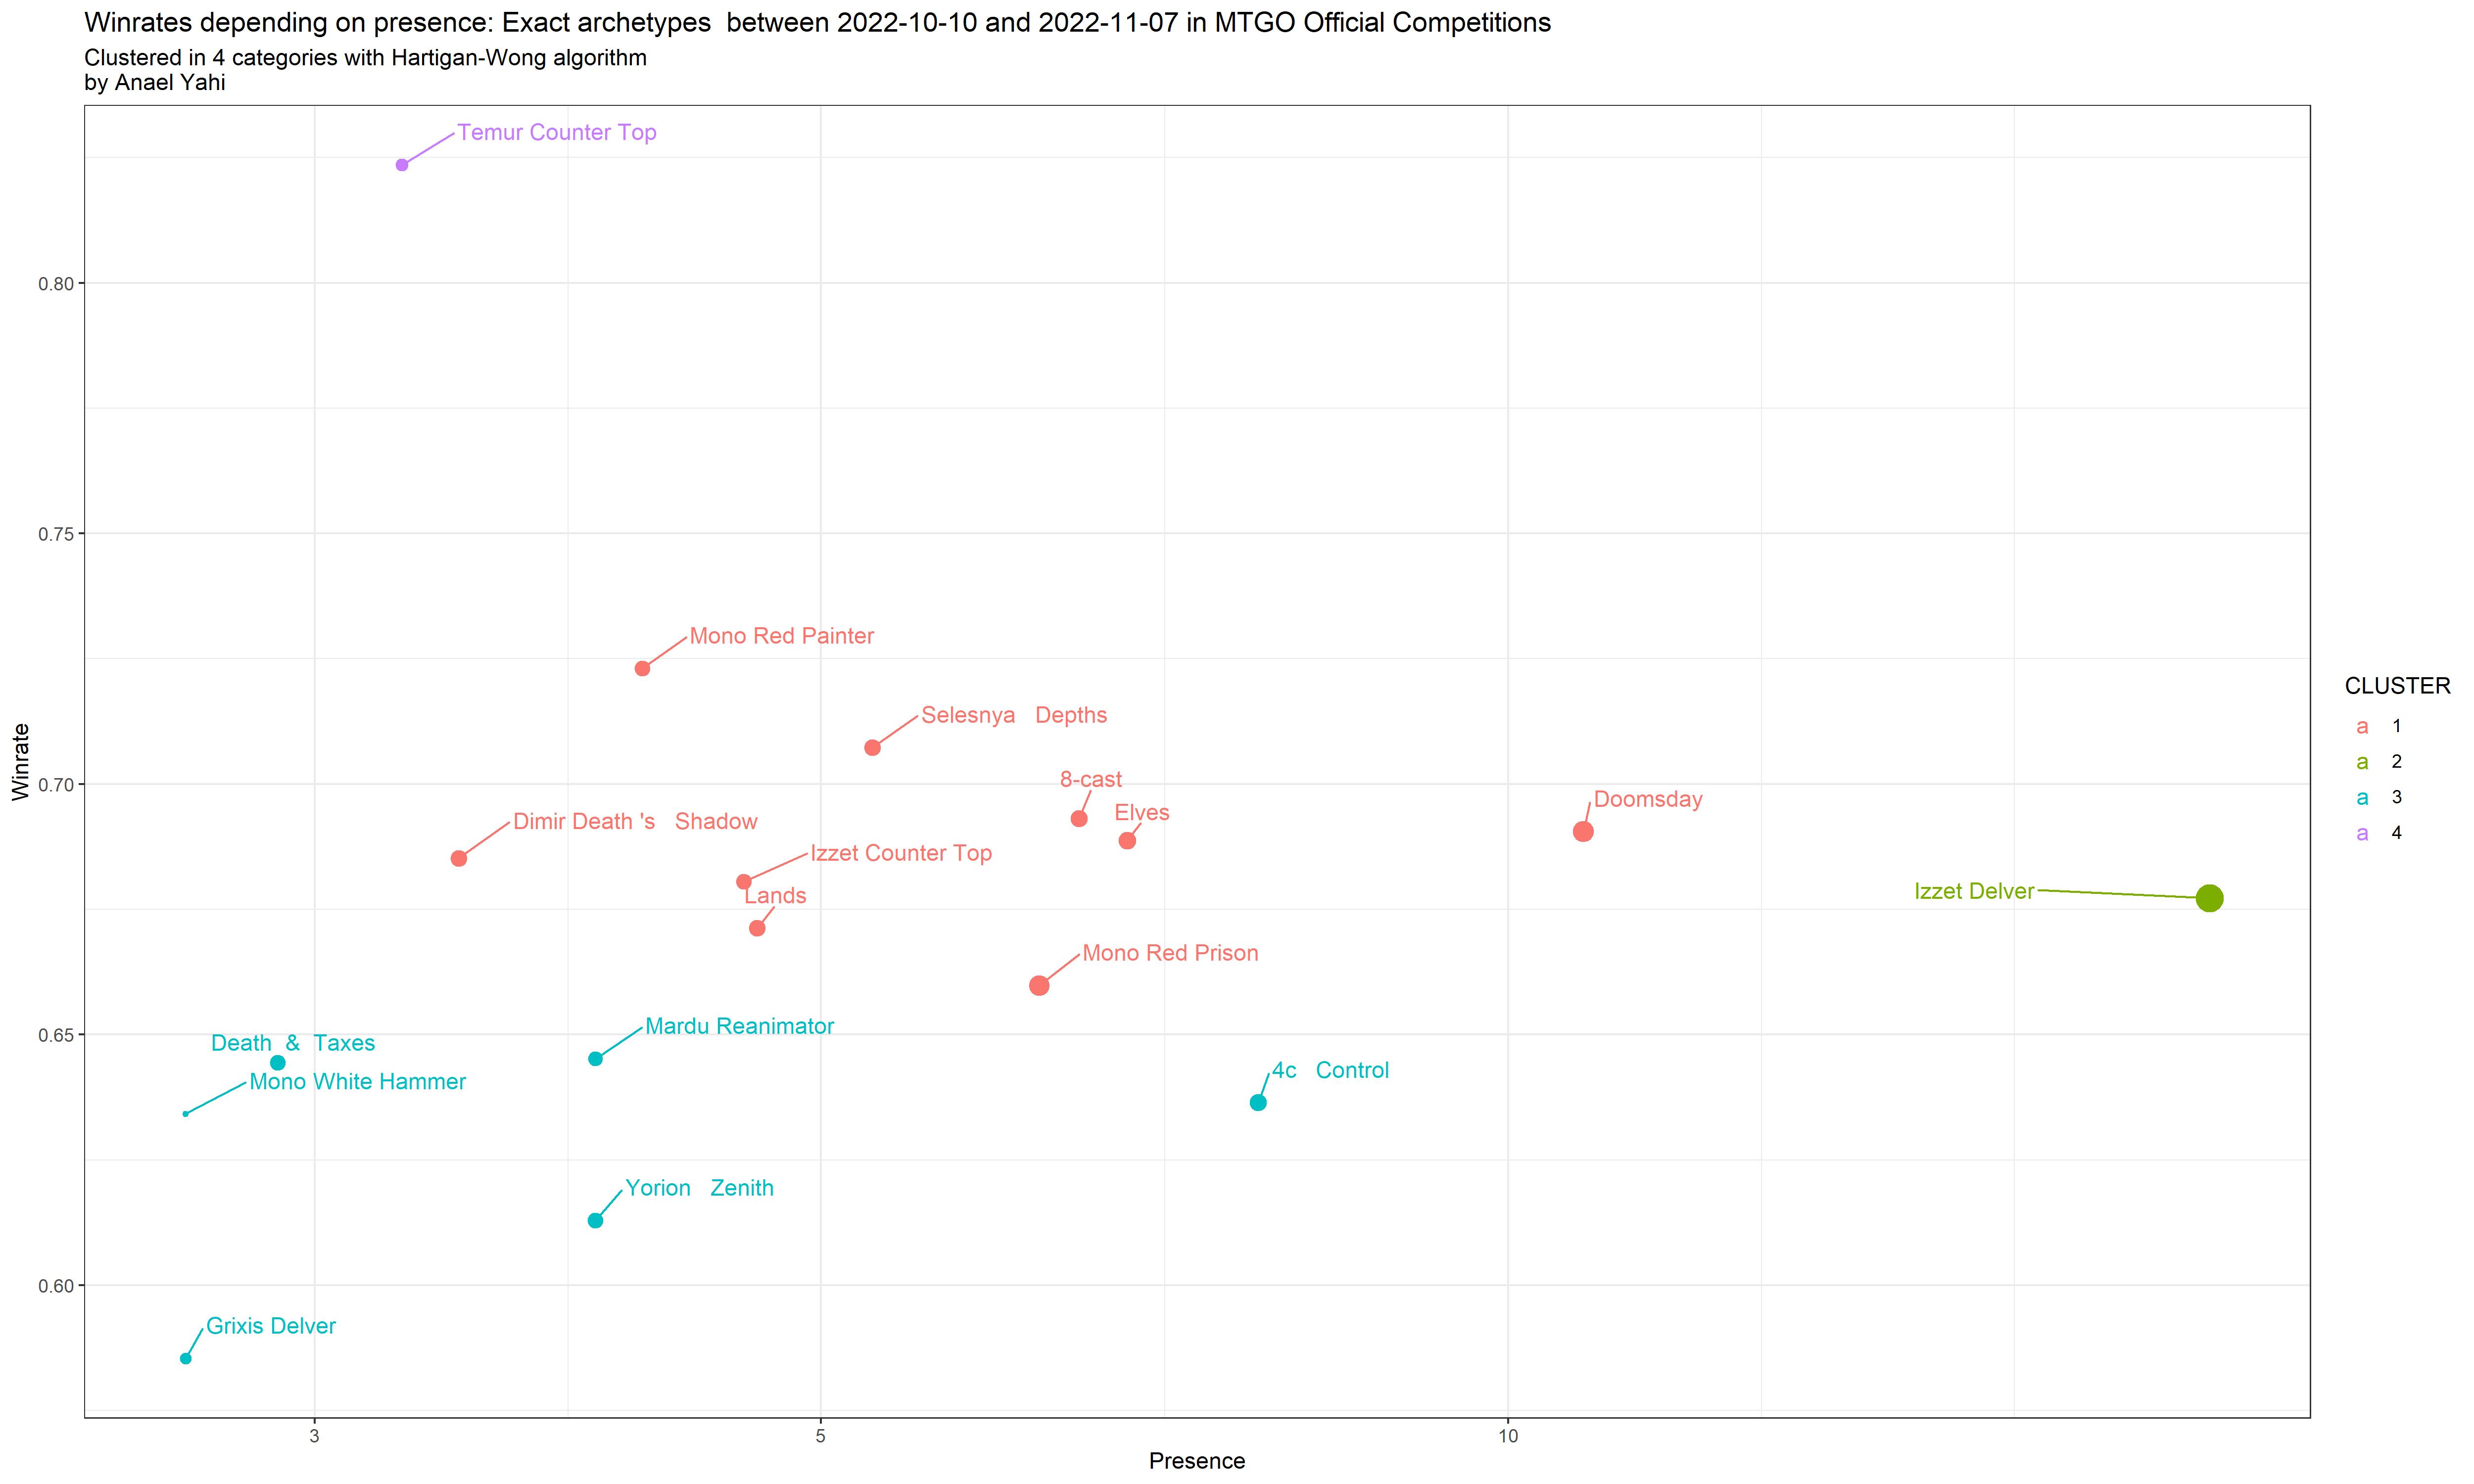 Winrates depending on presence: Exact archetypes  between 2022-10-10 and 2022-11-07 in MTGO Official Competitions
Clustered in 4 categories with Hartigan-Wong algorithm
by Anael Yahi
Temur Counter Top
0.80
0.75
Mono Red Painter
Selesnya   Depths
8-cast
Elves
Doomsday
0.70
Dimir Death 's   Shadow
Izzet Counter Top
Lands
Izzet Delver
Mono Red Prison
Mardu Reanimator
0.65
Death  &  Taxes
Mono White Hammer
4c   Control
Yorion   Zenith
0.60
Grixis Delver
3
5
10
Presence
Winrate
CLUSTER
a 1
a 2
a 3
a 4